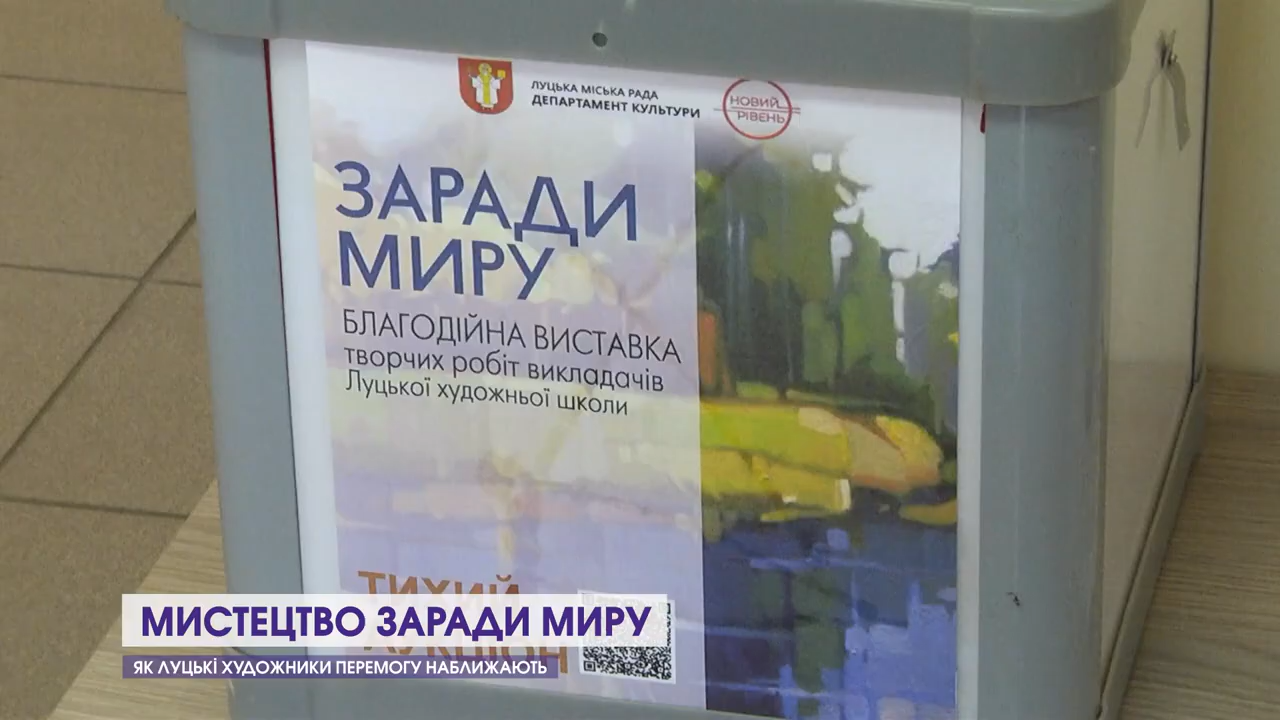 ЛУЦЬКА МІСЬКА РАДА
ДЕПАРТАМЕНТ КУЛЬТУРИ
НОВИЙ
РІВЕНЬ
ЗАРАДИ
МИРУ
БЛАГОДІЙНА ВИСТАВКА
творчих робіт викладачів
Луцької художньої школи
ТИХИЙ
МИСТЕЦТВО ЗАРАДИ МИРУ
ЯК ЛУЦЬКІ ХУДОЖНИКИ ПЕРЕМОГУ НАБЛИЖАЮТЬ